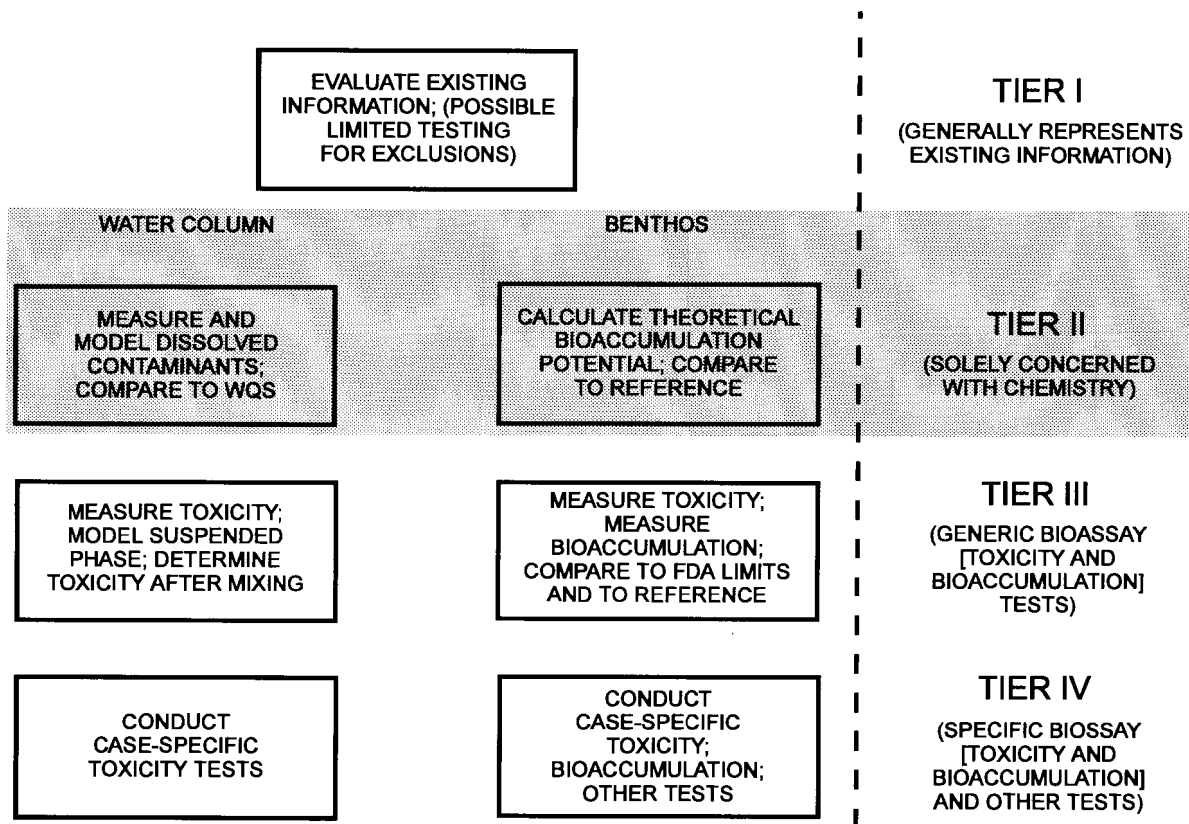 EVALUATE EXISTING
INFORMATION; (POSSIBLE
LIMITED TESTING
FOR EXCLUSIONS)
TIER I
(GENERALLY REPRESENTS
EXISTING INFORMATION)
WATER COLUMN
BENTHOS
MEASURE AND
MODEL DISSOLVED
CONTAMINANTS;
COMPARE TO WQS
CALCULATE THEORETICAL
BIOACCUMULATION
POTENTIAL; COMPARE
TO REFERENCE
TIER II
(SOLELY CONCERNED
WITH CHEMISTRY)
MEASURE TOXICITY;
MODEL SUSPENDED
PHASE; DETERMINE
TOXICITY AFTER MIXING
MEASURE TOXICITY;
MEASURE
BIOACCUMULATION;
COMPARE TO FDA LIMITS
AND TO REFERENCE
TIER III
(GENERIC BIOASSAY
[TOXICITY AND
BIOACCUMULATION]
TESTS)
CONDUCT
CASE-SPECIFIC
TOXICITY TESTS
CONDUCT
CASE-SPECIFIC
TOXICITY;
BIOACCUMULATION;
OTHER TESTS
TIER IV
(SPECIFIC BIOSSAY
[TOXICITY AND
BIOACCUMULATION]
AND OTHER TESTS)